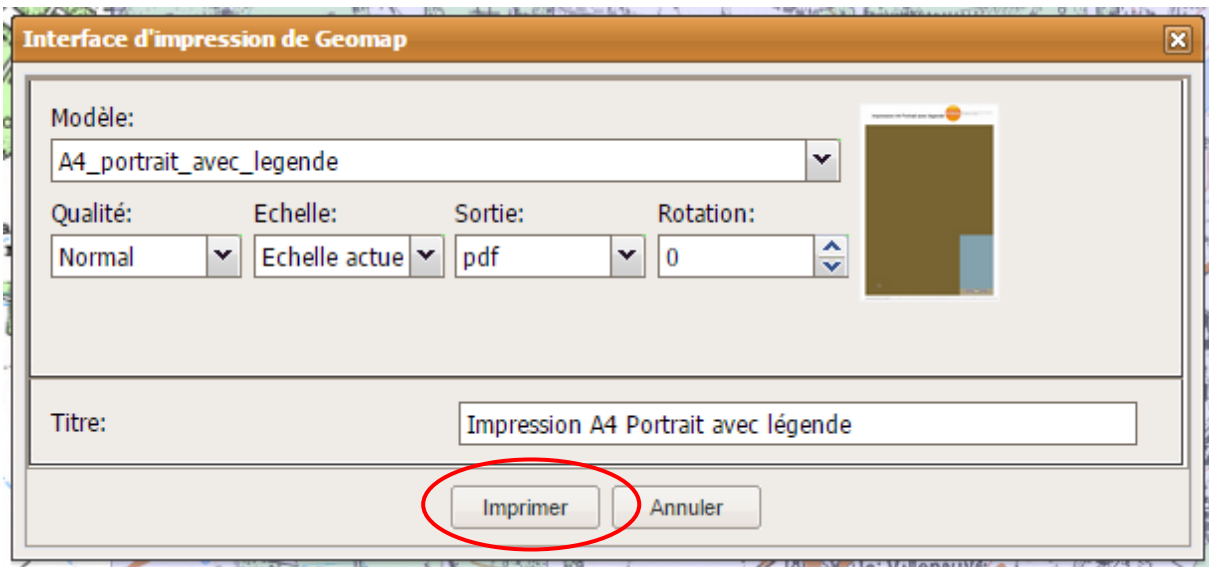 Interface d'impression de Geomap
Modèle:
A4_portrait_avec_legende
Qualité: Echelle: Sortie: Rotation:
Normal Echelle actue pdf 0
Titre: Impression A4 Portrait avec légende
Imprimer Annuler